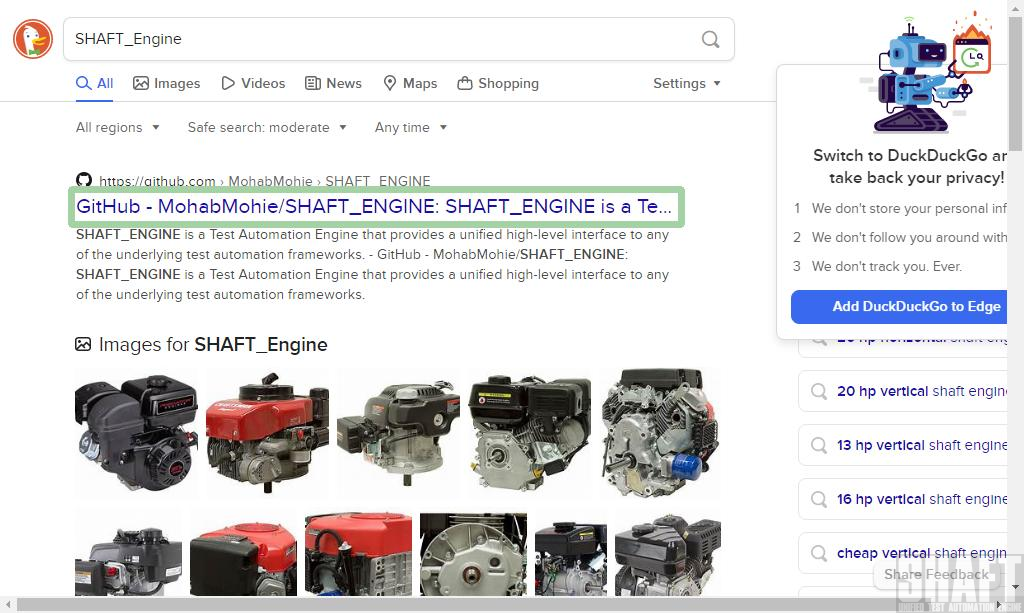 SHAFT_Engine
All
Images
Videos
News
Maps
Shopping
Settings
All regions
Safe search: moderate
Any time
https://github.com › MohabMohie › SHAFT_ENGINE
GitHub - MohabMohie/SHAFT_ENGINE: SHAFT_ENGINE is a Te...
SHAFT_ENGINE is a Test Automation Engine that provides a unified high-level interface to any
of the underlying test automation frameworks. - GitHub - MohabMohie/SHAFT_ENGINE:
SHAFT_ENGINE is a Test Automation Engine that provides a unified high-level interface to any
of the underlying test automation frameworks.
Images for SHAFT_Engine
Switch to DuckDuckGo an
take back your privacy!
1 We don't store your personal inf
2 We don't follow you around with
3 We don't track you. Ever.
Add DuckDuckGo to Edge
20 hp horizontal shaft eng
20 hp vertical shaft engine
13 hp vertical shaft engine
16 hp vertical shaft engine
cheap vertical shaft engin
Share Feedback
SHAFT